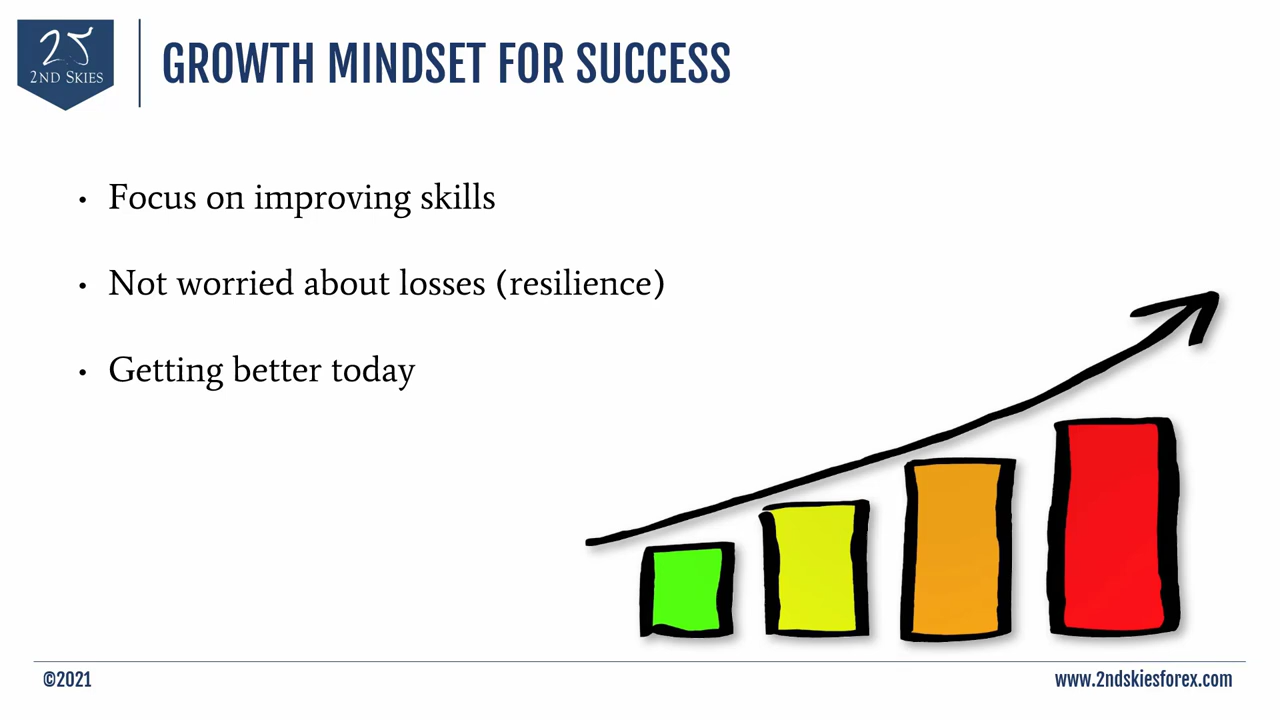 25
2ND SKIES
GROWTH MINDSET FOR SUCCESS
• Focus on improving skills
• Not worried about losses (resilience)
• Getting better today
©2021
www.2ndskiesforex.com